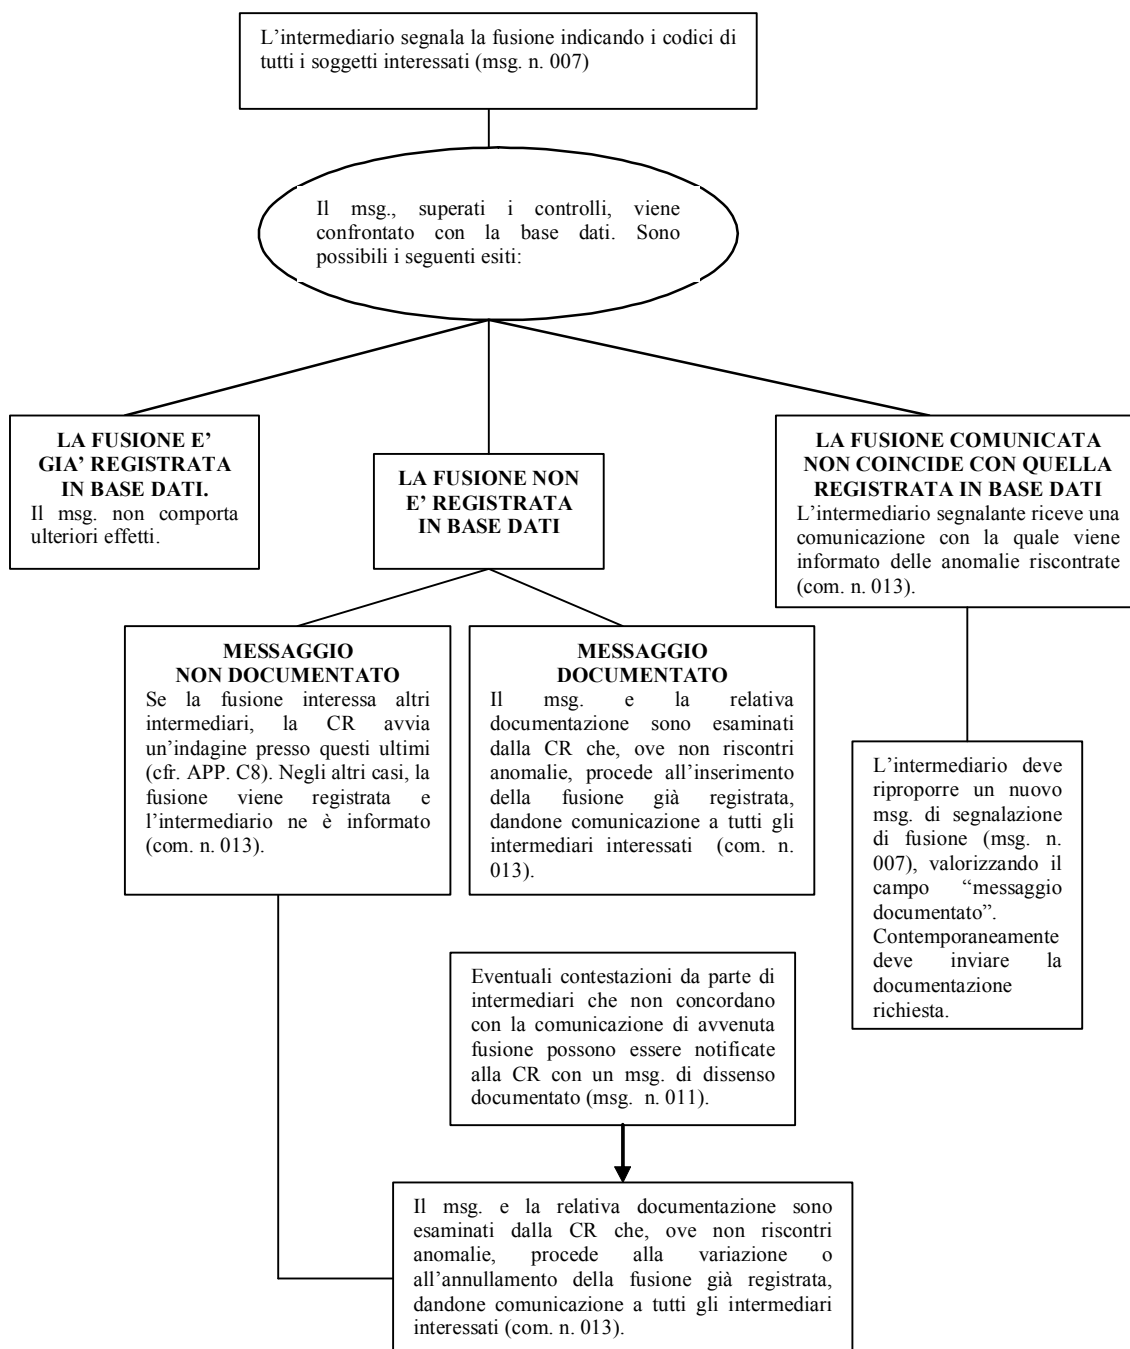 L'intermediario segnala la fusione indicando i codici di
tutti i soggetti interessati (msg. n. 007)
Il msg., superati i controlli, viene
confrontato con la base dati. Sono
possibili i seguenti esiti:
LA FUSIONE E'
GIA' REGISTRATA
IN BASE DATI.
Il msg. non comporta
ulteriori effetti.
LA FUSIONE NON
E' REGISTRATA
IN BASE DATI
LA FUSIONE COMUNICATA
NON COINCIDE CON QUELLA
REGISTRATA IN BASE DATI
L'intermediario segnalante riceve una
comunicazione con la quale viene
informato delle anomalie riscontrate
(com. n. 013).
MESSAGGIO
NON DOCUMENTATO
Se la fusione interessa altri
intermediari, la CR avvia
un'indagine presso questi ultimi
(cfr. APP. C8). Negli altri casi, la
fusione viene registrata e
l'intermediario ne è informato
(com. n. 013).
MESSAGGIO
DOCUMENTATO
Il msg. e la relativa
documentazione sono esaminati
dalla CR che, ove non riscontri
anomalie, procede all'inserimento
della fusione già registrata,
dandone comunicazione a tutti gli
intermediari interessati (com. n.
013).
L'intermediario deve
riproporre un nuovo
msg. di segnalazione
di fusione (msg. n.
007), valorizzando il
campo “messaggio
documentato”.
Contemporaneamente
deve inviare la
documentazione
richiesta.
Eventuali contestazioni da parte di
intermediari che non concordano
con la comunicazione di avvenuta
fusione possono essere notificate
alla CR con un msg. di dissenso
documentato (msg. n. 011).
Il msg. e la relativa documentazione sono
esaminati dalla CR che, ove non riscontri
anomalie, procede alla variazione o
all'annullamento della fusione già registrata,
dandone comunicazione a tutti gli intermediari
interessati (com. n. 013).